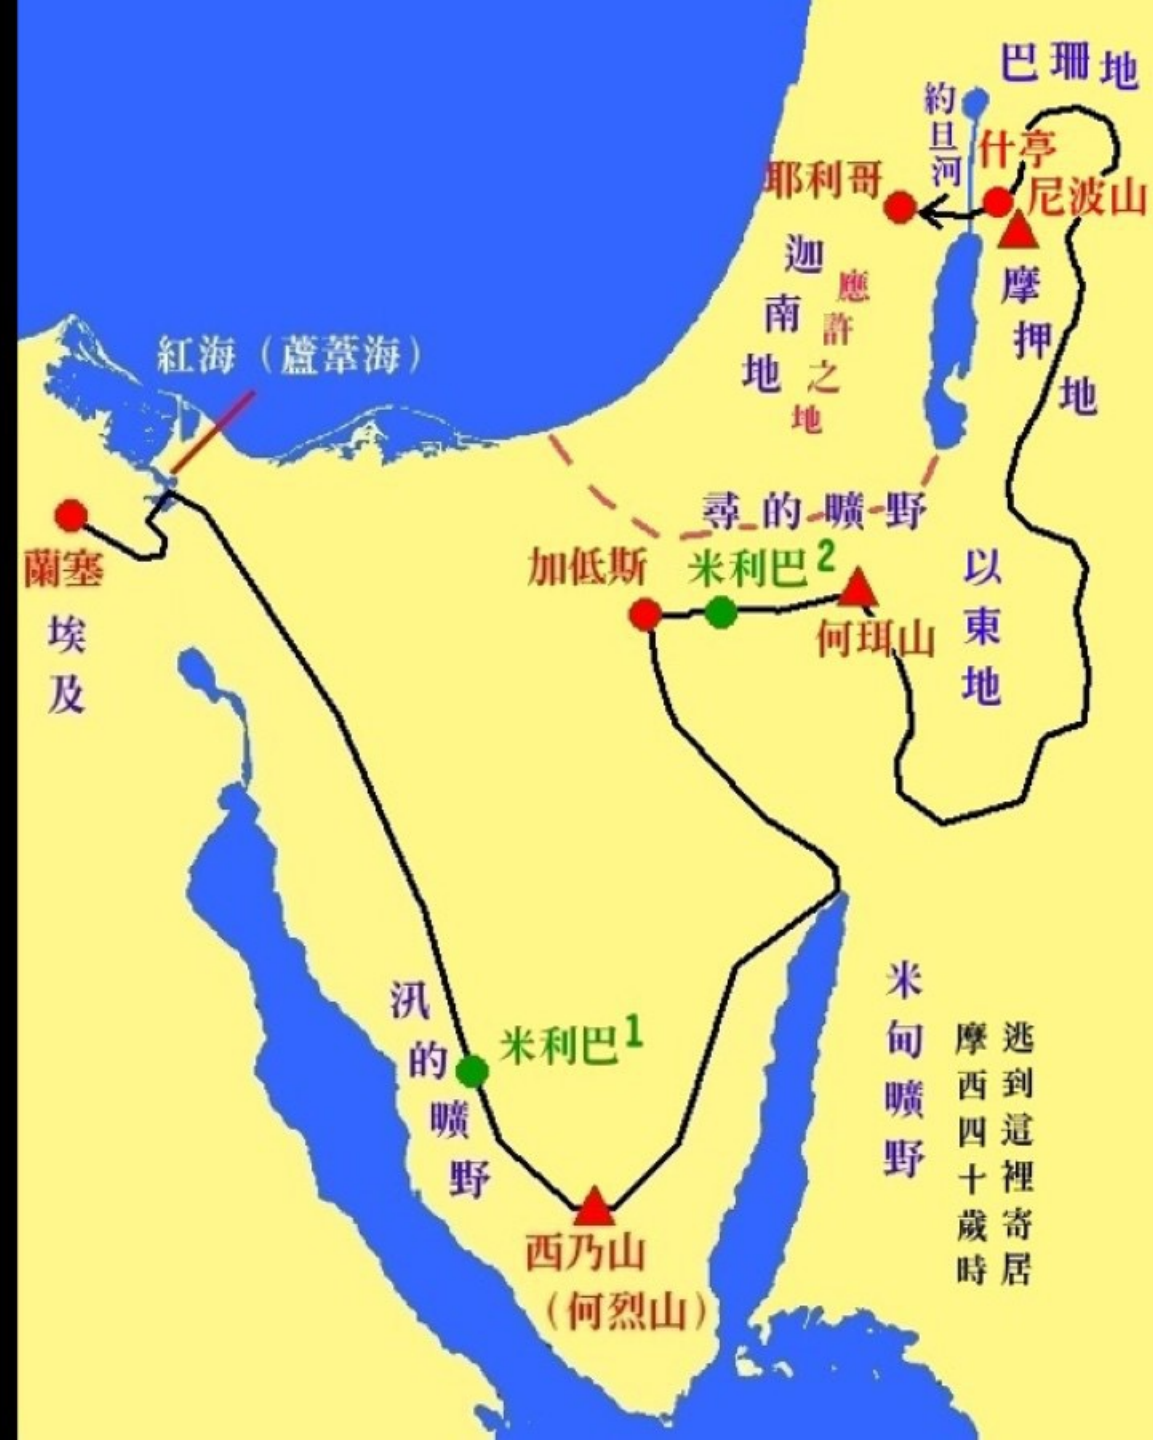 巴珊地
約旦河
什亭
耶利哥
尼波山
迦南地
應許之地
摩押地
紅海（蘆葦海）
尋的曠野
蘭塞
加低斯
米利巴2
以東地
埃及
何珥山
汛的曠野
米利巴1
米甸曠野
摩西四十歲時
逃到這裡寄居
西乃山
（何烈山）